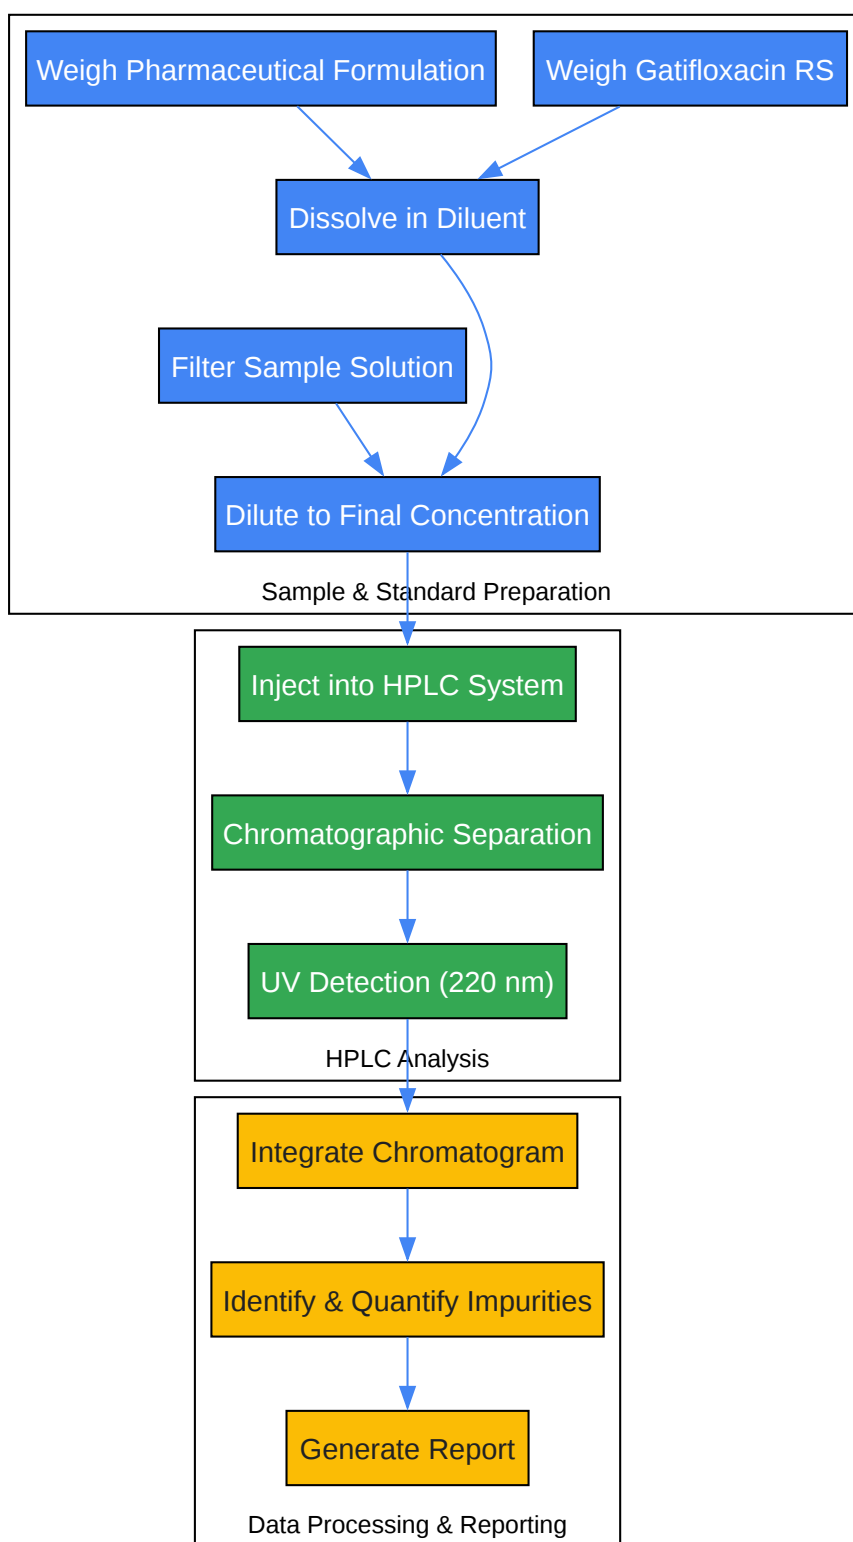 Weigh Pharmaceutical Formulation
Weigh Gatifloxacin RS
Dissolve in Diluent
Filter Sample Solution
Dilute to Final Concentration
Sample & Standard Preparation
Inject into HPLC System
Chromatographic Separation
UV Detection (220 nm)
HPLC Analysis
Integrate Chromatogram
Identify & Quantify Impurities
Generate Report
Data Processing & Reporting